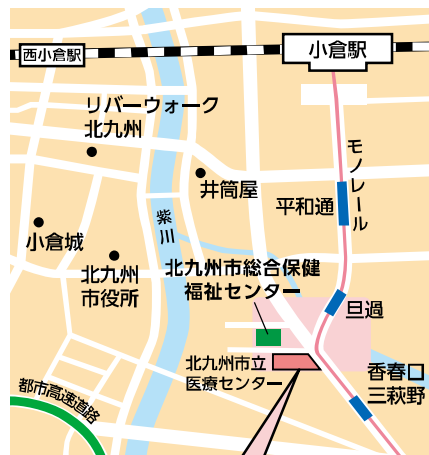 小倉駅
西小倉駅
リバーウォーク
北九州
モノレール
井筒屋
平和通
紫川
小倉城
北九州
市役所
北九州市総合保健
福祉センター
旦過
北九州市立
医療センター
香春口
三萩野
都市高速道路